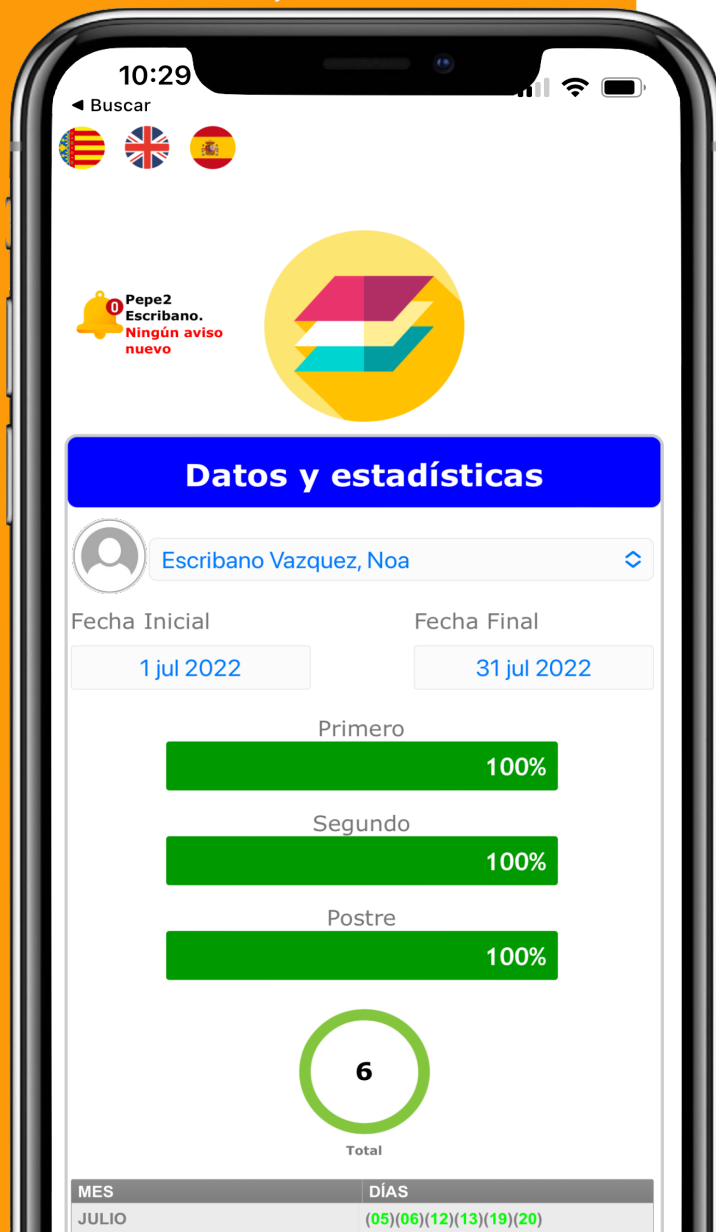 10:29
◀ Buscar
0
Pepe2
Escribano.
Ningún aviso
nuevo
Datos y estadísticas
Escribano Vazquez, Noa
Fecha Inicial
Fecha Final
1 jul 2022
31 jul 2022
Primero
100%
Segundo
100%
Postre
100%
6
Total
MES DÍAS
JULIO (05)(06)(12)(13)(19)(20)